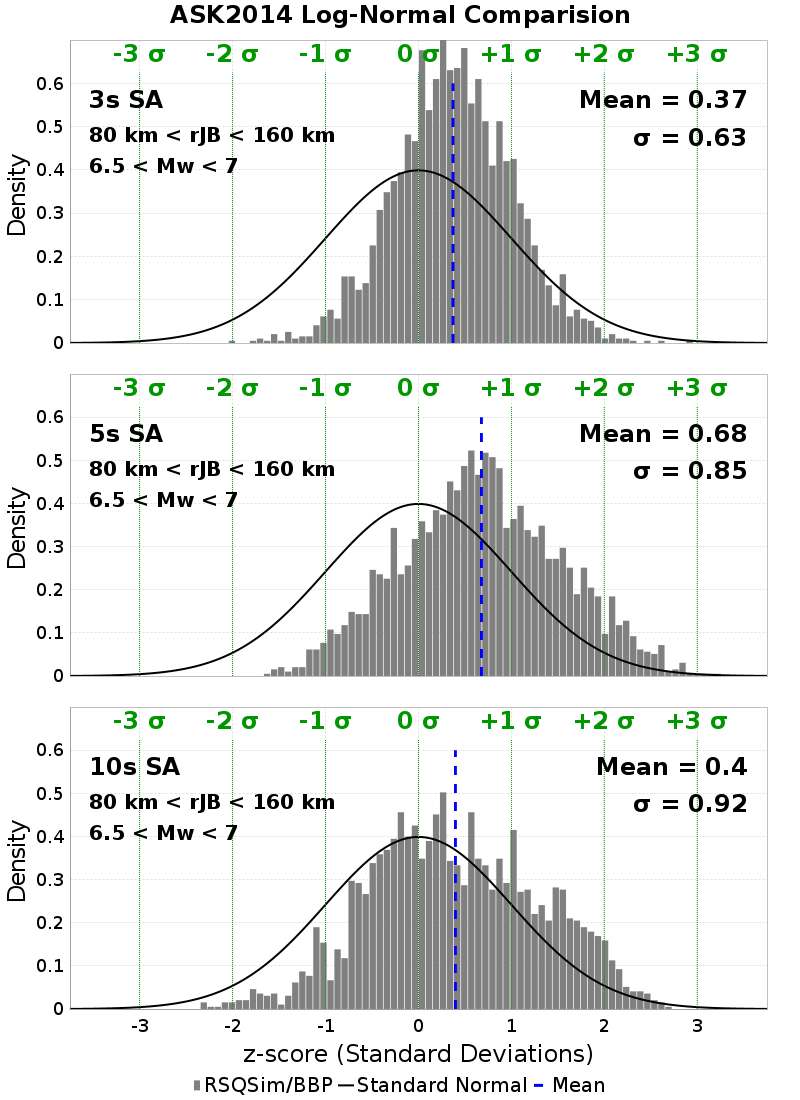 ASK2014 Log-Normal Comparision
-3 σ -2 σ -1 σ 0 σ +1 σ +2 σ +3 σ
3s SA
80 km < rJB < 160 km
6.5 < Mw < 7
Mean = 0.37
σ = 0.63
Density
0.6
0.5
0.4
0.3
0.2
0.1
0
-3 σ -2 σ -1 σ 0 σ +1 σ +2 σ +3 σ
5s SA
80 km < rJB < 160 km
6.5 < Mw < 7
Mean = 0.68
σ = 0.85
Density
0.6
0.5
0.4
0.3
0.2
0.1
0
-3 σ -2 σ -1 σ 0 σ +1 σ +2 σ +3 σ
10s SA
80 km < rJB < 160 km
6.5 < Mw < 7
Mean = 0.4
σ = 0.92
Density
0.6
0.5
0.4
0.3
0.2
0.1
0
-3 -2 -1 0 1 2 3
z-score (Standard Deviations)
RSQSim/BBP Standard Normal Mean